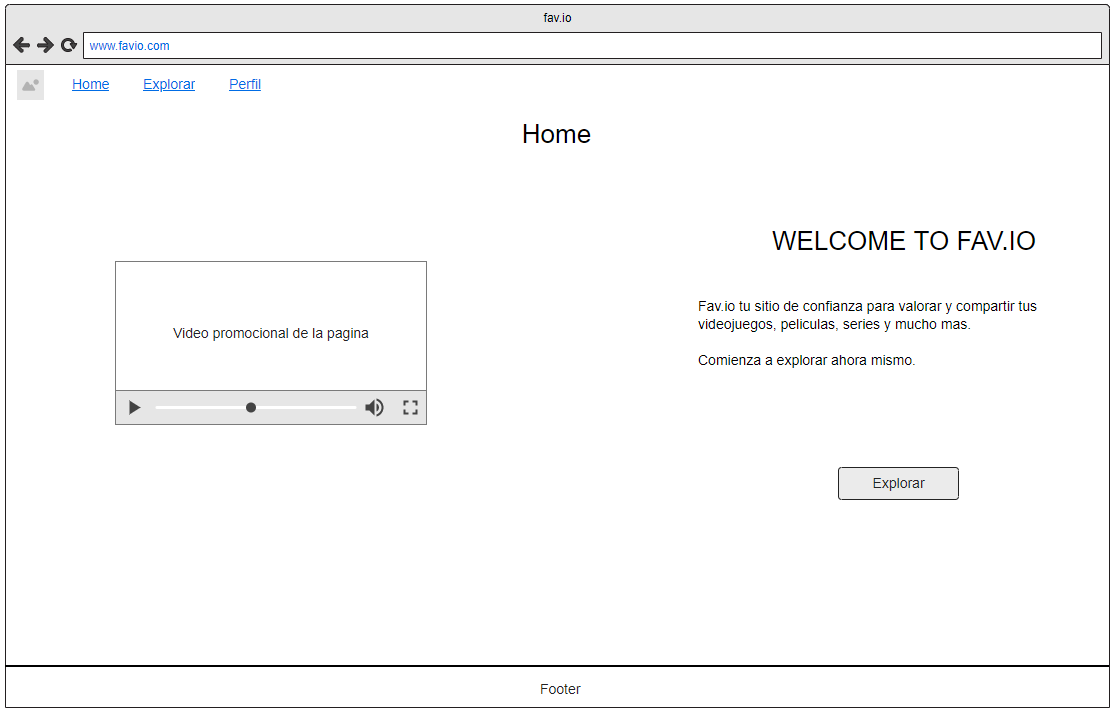 fav.io
www.favio.com
Home Explorar Perfil
Home
WELCOME TO FAV.IO
Video promocional de la pagina
Fav.io tu sitio de confianza para valorar y compartir tus
videojuegos, peliculas, series y mucho mas.
Comienza a explorar ahora mismo.
Explorar
Footer